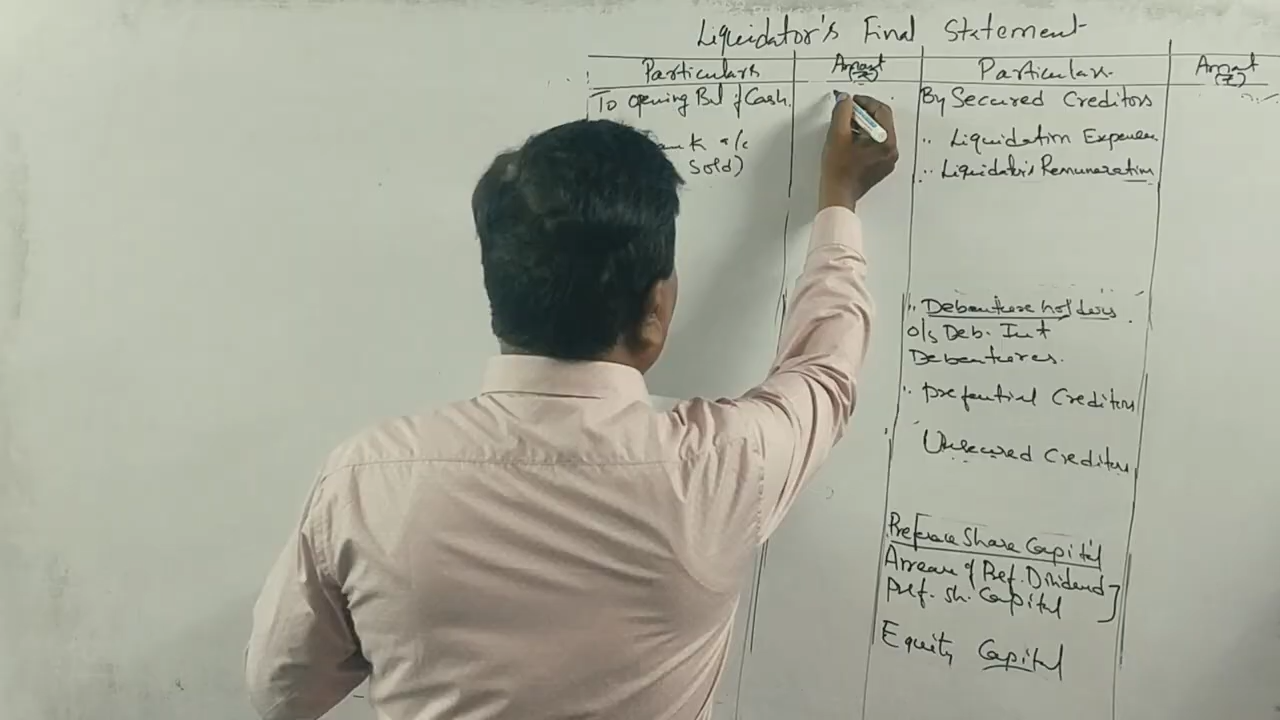 Liquidator's Final Statement
Particulars Amount (₹) Particulars Amount (₹)
To opening Bal of Cash
By Secured Creditors
a/c
sold)
" Liquidation Expenses
" Liquidator's Remuneration
" Debenture holders
o/s Deb. Int
Debentures.
" Prefential Creditors
Unsecured Creditors
Preference Share Capital
Arrears of Pref. Dividend
Pref. Sh. Capital
Equity Capital